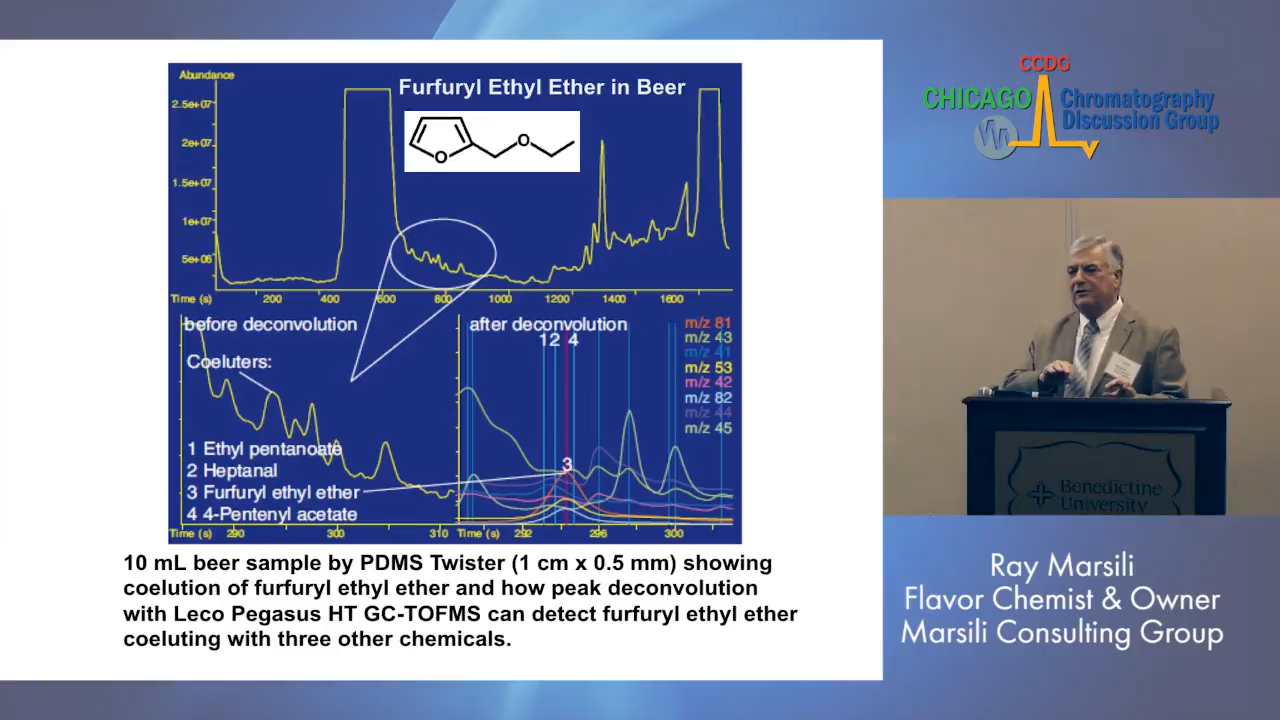 Abundance
Furfuryl Ethyl Ether in Beer
2.5e+07
2e+07
1.5e+07
1e+07
5e+06
O
O
Time (s) 200 400 600 800 1000 1200 1400 1600
before deconvolution
Coeluters:
1 Ethyl pentanoate
2 Heptanal
3 Furfuryl ethyl ether
4 4-Pentenyl acetate
Time (s) 290 300 310
after deconvolution
12 4
3
m/z 81
m/z 43
m/z 41
m/z 53
m/z 42
m/z 82
m/z 44
m/z 45
Time (s) 292 296 300
10 mL beer sample by PDMS Twister (1 cm x 0.5 mm) showing
coelution of furfuryl ethyl ether and how peak deconvolution
with Leco Pegasus HT GC-TOFMS can detect furfuryl ethyl ether
coeluting with three other chemicals.
CCDG
CHICAGO Chromatography
Discussion Group
Benedictine
University
Ray Marsili
Flavor Chemist & Owner
Marsili Consulting Group